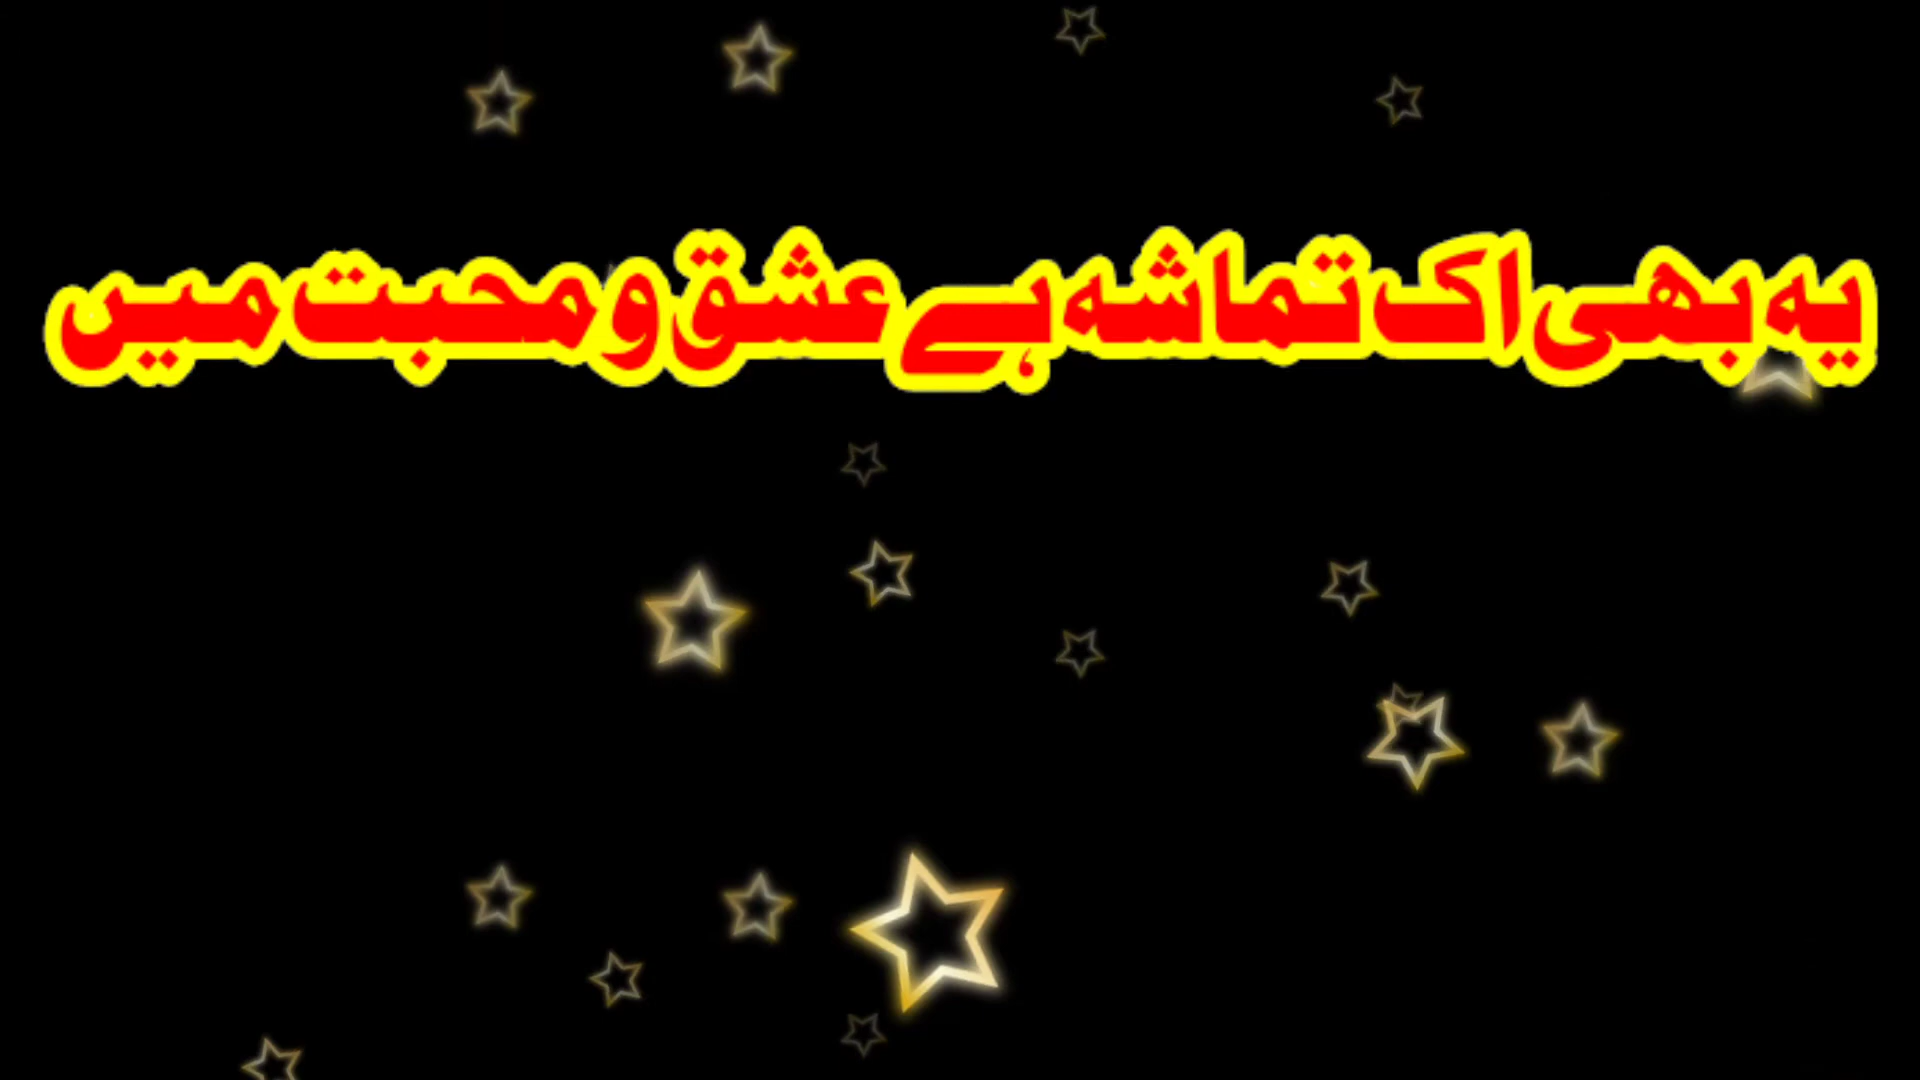 یہ بھی اک تماشہ ہے عشق و محبت میں